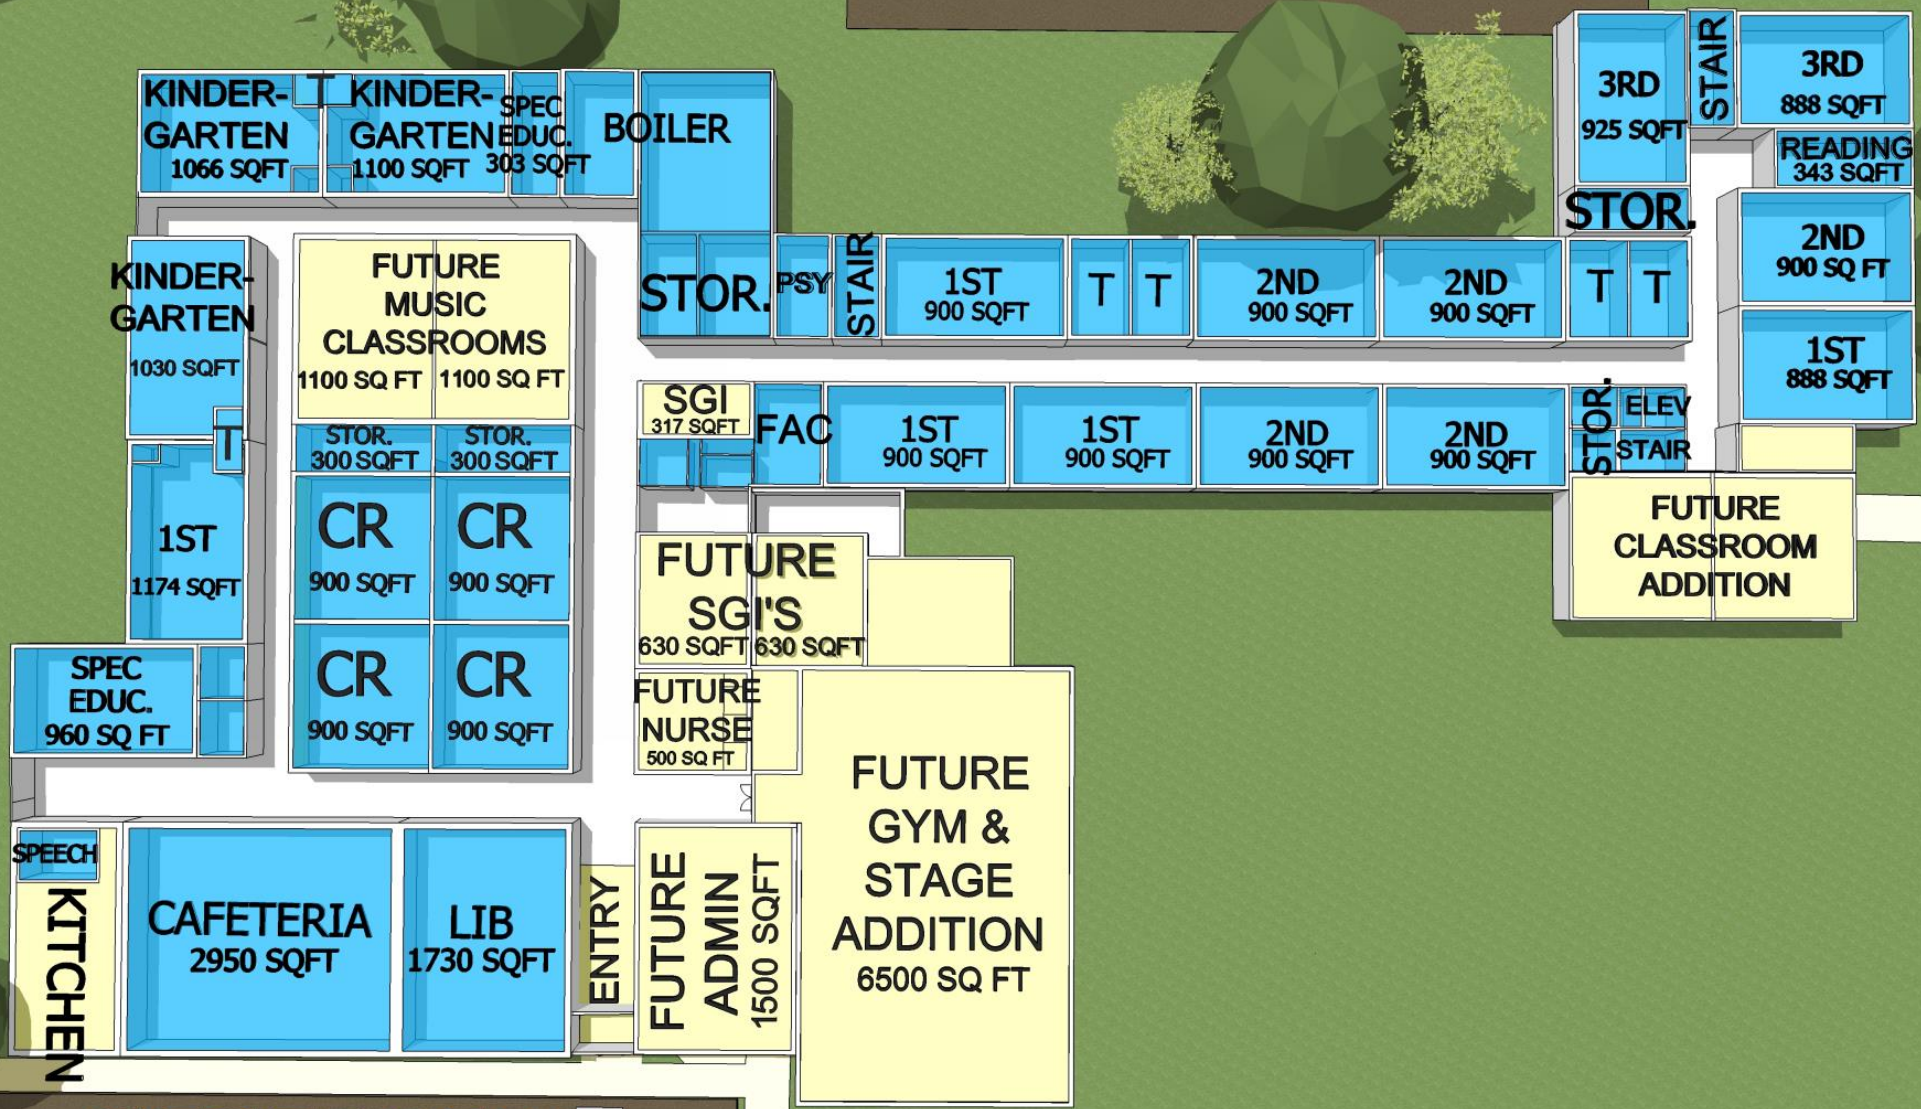 KINDER-
GARTEN
1066 SQFT
T
KINDER-
GARTEN
1100 SQFT
SPEC
EDUC.
303 SQFT
BOILER
3RD
925 SQFT
STAIR
3RD
888 SQFT
READING
343 SQFT
STOR.
2ND
900 SQ FT
1ST
888 SQFT
KINDER-
GARTEN
1030 SQFT
T
FUTURE
MUSIC
CLASSROOMS
1100 SQ FT
1100 SQ FT
STOR.
PSY
STAIR
1ST
900 SQFT
T
T
2ND
900 SQFT
2ND
900 SQFT
T
T
SGI
317 SQFT
FAC
1ST
900 SQFT
1ST
900 SQFT
2ND
900 SQFT
2ND
900 SQFT
STOR.
ELEV
STAIR
STOR.
300 SQFT
STOR.
300 SQFT
CR
900 SQFT
CR
900 SQFT
CR
900 SQFT
CR
900 SQFT
1ST
1174 SQFT
SPEC
EDUC.
960 SQ FT
FUTURE
SGI'S
630 SQFT
630 SQFT
FUTURE
NURSE
500 SQ FT
FUTURE
CLASSROOM
ADDITION
SPEECH
KITCHEN
CAFETERIA
2950 SQFT
LIB
1730 SQFT
ENTRY
FUTURE
ADMIN
1500 SQFT
FUTURE
GYM &
STAGE
ADDITION
6500 SQ FT